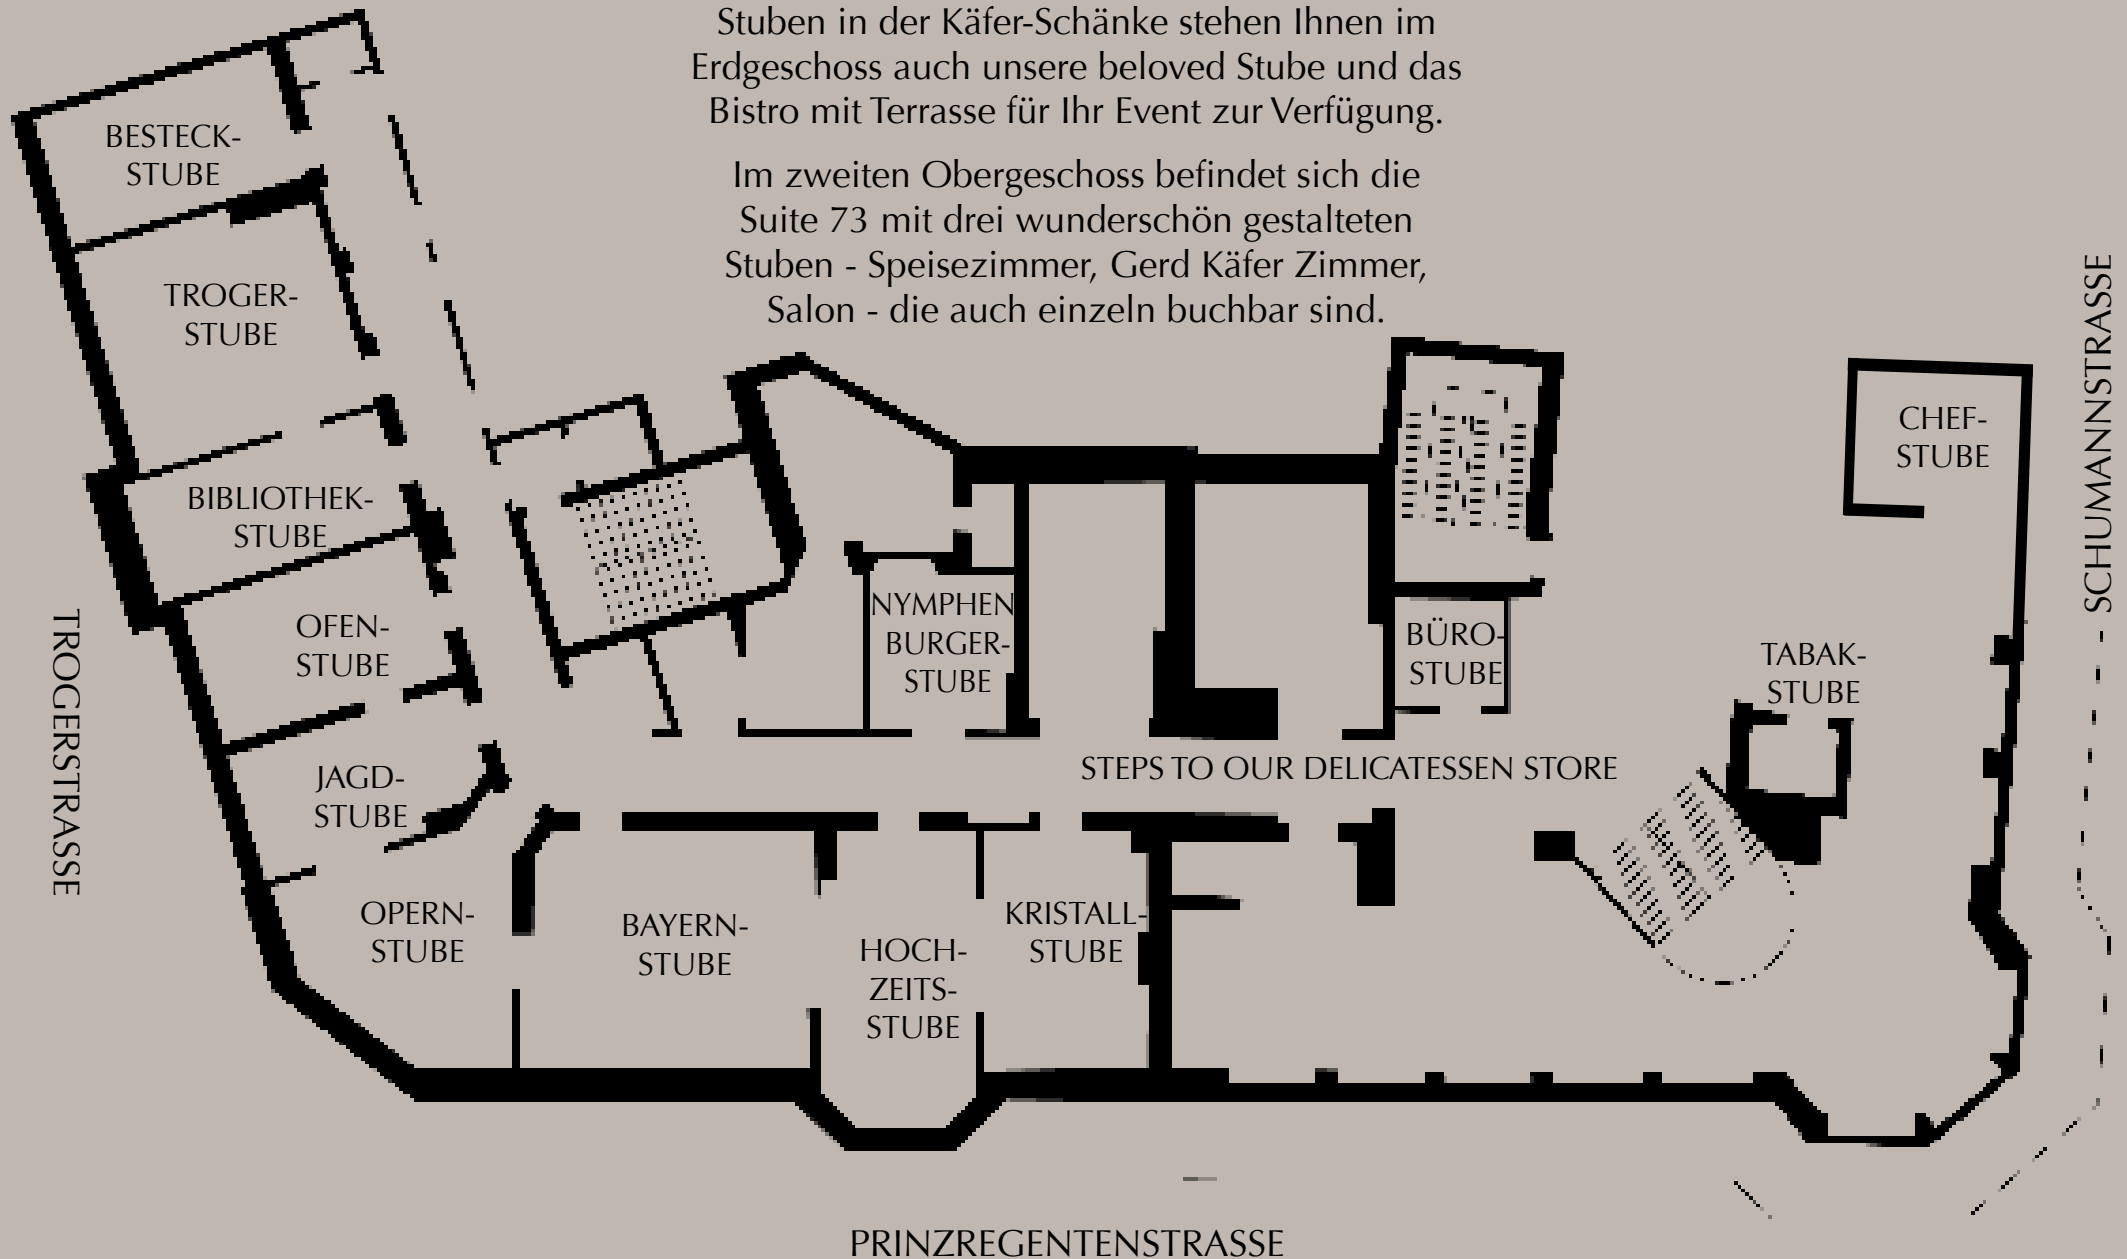 Stuben in der Käfer-Schänke stehen Ihnen im
Erdgeschoss auch unsere beloved Stube und das
Bistro mit Terrasse für Ihr Event zur Verfügung.
Im zweiten Obergeschoss befindet sich die
Suite 73 mit drei wunderschön gestalteten
Stuben - Speisezimmer, Gerd Käfer Zimmer,
Salon - die auch einzeln buchbar sind.
BESTECK-
STUBE
TROGER-
STUBE
BIBLIOTHEK-
STUBE
OFEN-
STUBE
JAGD-
STUBE
OPERN-
STUBE
BAYERN-
STUBE
HOCH-
ZEITS-
STUBE
KRISTALL-
STUBE
NYMPHEN
BURGER-
STUBE
BÜRO-
STUBE
TABAK-
STUBE
CHEF-
STUBE
STEPS TO OUR DELICATESSEN STORE
TROGERSTRASSE
SCHUMANNSTRASSE
PRINZREGENTENSTRASSE